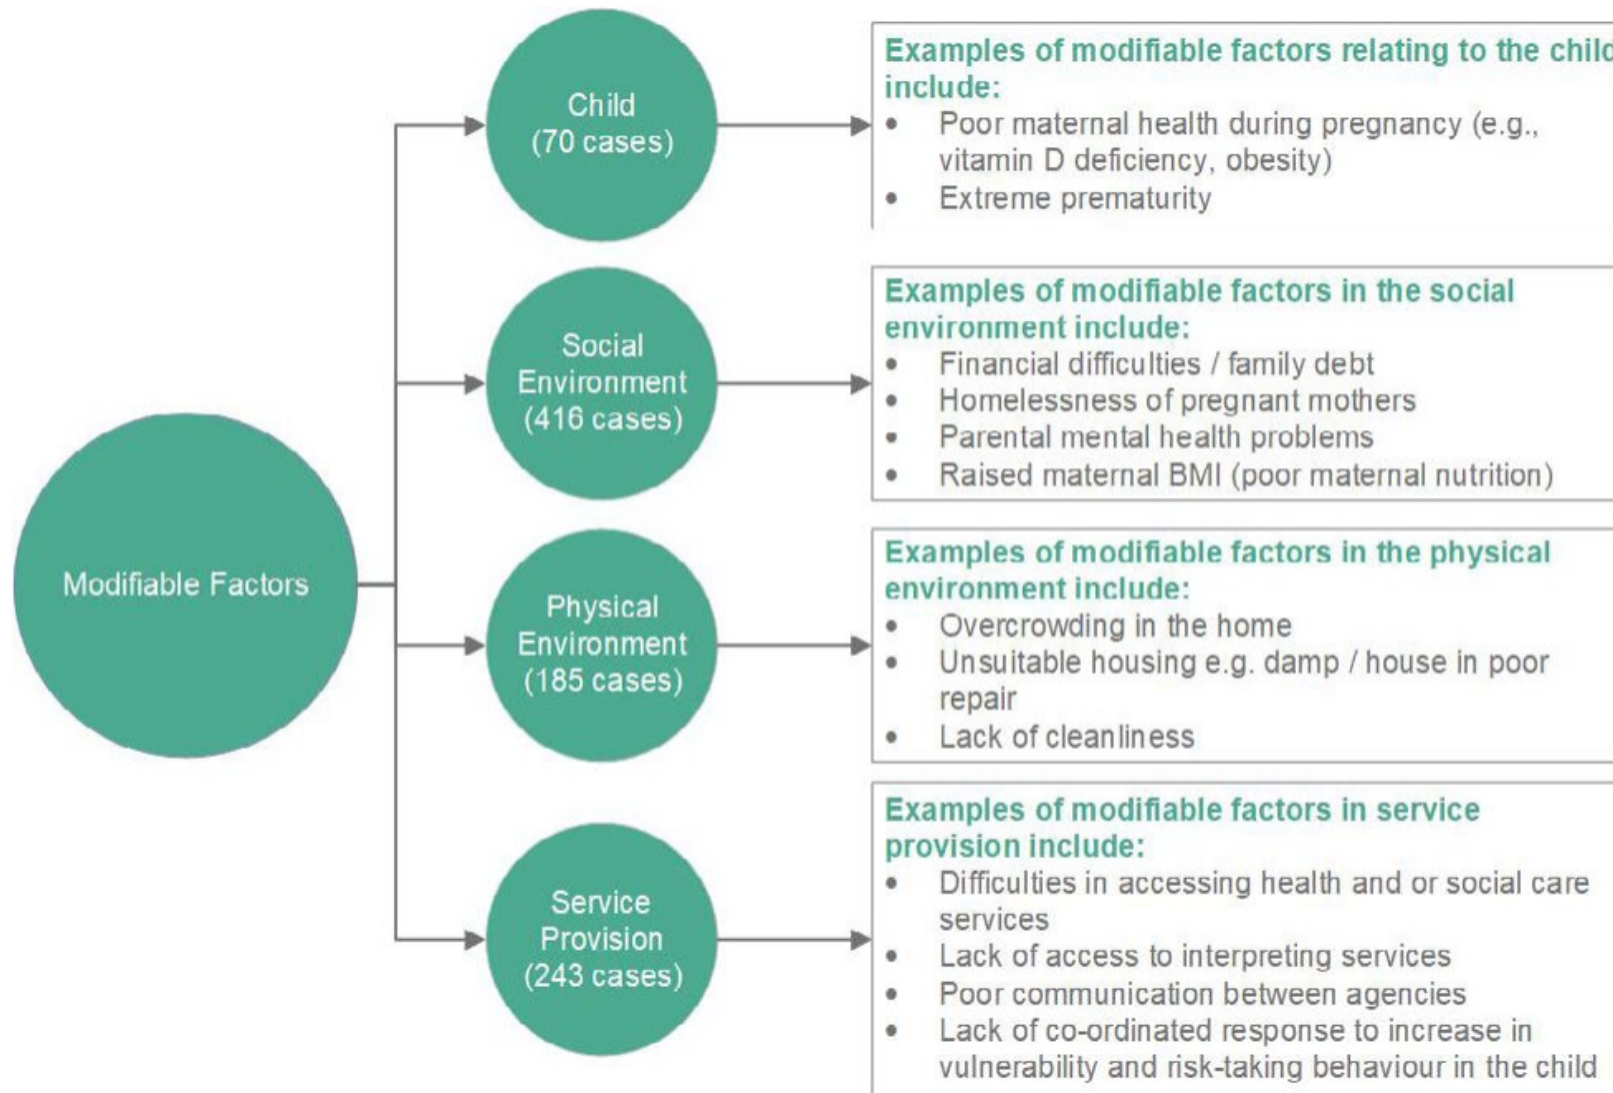 Modifiable Factors
Child
(70 cases)
Examples of modifiable factors relating to the child
include:
• Poor maternal health during pregnancy (e.g.,
vitamin D deficiency, obesity)
• Extreme prematurity
Social
Environment
(416 cases)
Examples of modifiable factors in the social
environment include:
• Financial difficulties / family debt
• Homelessness of pregnant mothers
• Parental mental health problems
• Raised maternal BMI (poor maternal nutrition)
Physical
Environment
(185 cases)
Examples of modifiable factors in the physical
environment include:
• Overcrowding in the home
• Unsuitable housing e.g. damp / house in poor
repair
• Lack of cleanliness
Service
Provision
(243 cases)
Examples of modifiable factors in service
provision include:
• Difficulties in accessing health and or social care
services
• Lack of access to interpreting services
• Poor communication between agencies
• Lack of co-ordinated response to increase in
vulnerability and risk-taking behaviour in the child